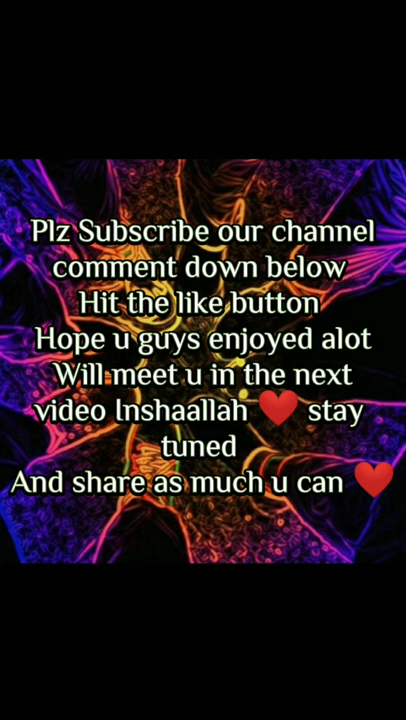 Plz Subscribe our channel
comment down below
Hit the like button
Hope u guys enjoyed alot
Will meet u in the next
video Inshaallah ❤️ stay
tuned
And share as much u can ❤️